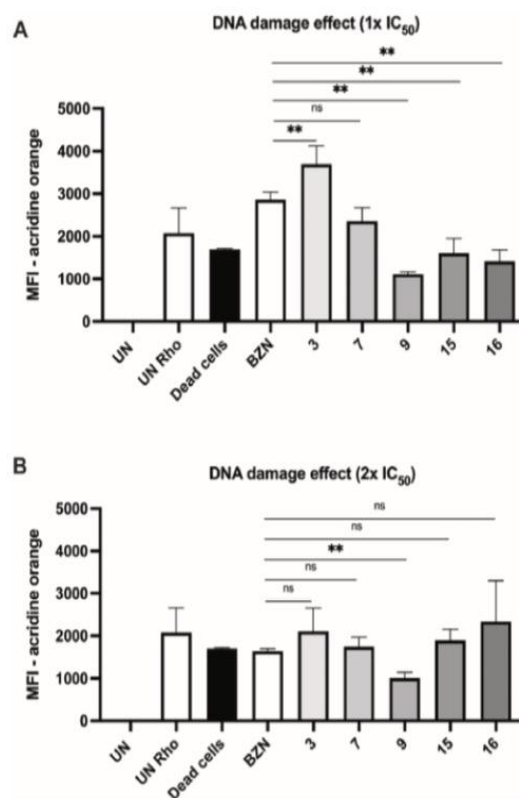 A
DNA damage effect (1x IC50)
**
**
**
ns
**
5000
4000
3000
2000
1000
0
MFI - acridine orange
UN
UN Rho
Dead cells
BZN
3
7
9
15
16
B
DNA damage effect (2x IC50)
ns
ns
**
ns
ns
5000
4000
3000
2000
1000
0
MFI - acridine orange
UN
UN Rho
Dead cells
BZN
3
7
9
15
16